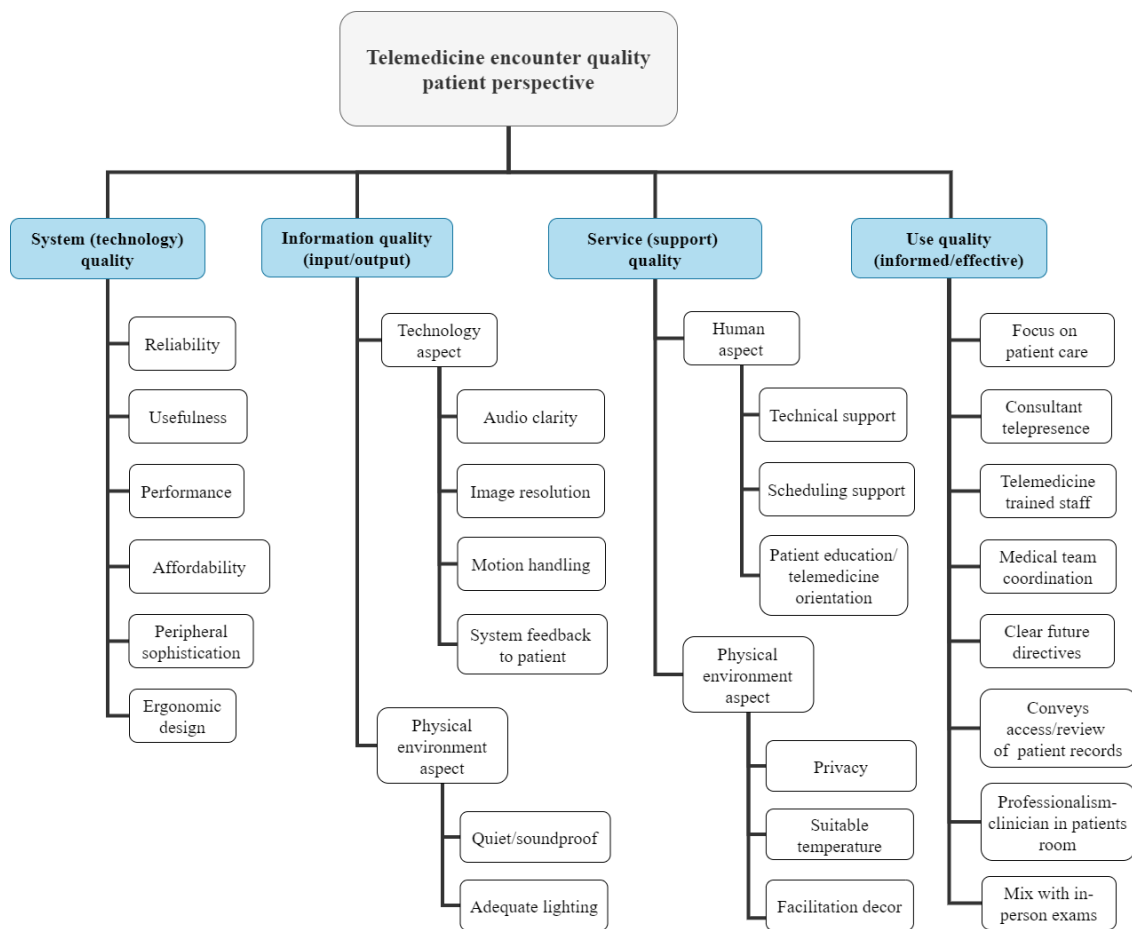 Telemedicine encounter quality
patient perspective
System (technology)
quality
Reliability
Usefulness
Performance
Affordability
Peripheral
sophistication
Ergonomic
design
Information quality
(input/output)
Technology
aspect
Audio clarity
Image resolution
Motion handling
System feedback
to patient
Physical
environment
aspect
Quiet/soundproof
Adequate lighting
Service (support)
quality
Human
aspect
Technical support
Scheduling support
Patient education/
telemedicine
orientation
Physical
environment
aspect
Privacy
Suitable
temperature
Facilitation decor
Use quality
(informed/effective)
Focus on
patient care
Consultant
telepresence
Telemedicine
trained staff
Medical team
coordination
Clear future
directives
Conveys
access/review
of patient records
Professionalism-
clinician in patients
room
Mix with in-
person exams